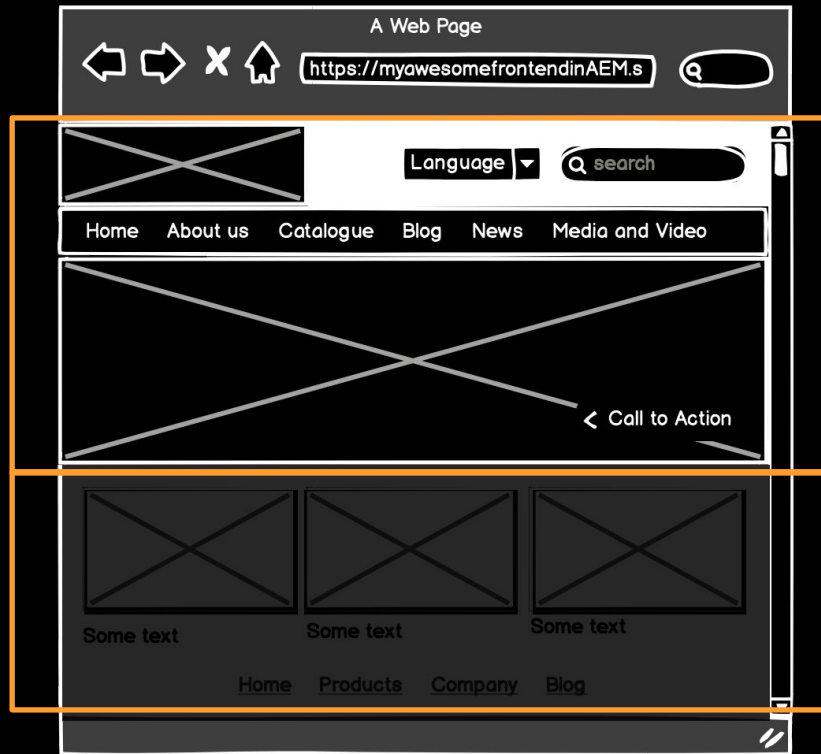 A Web Page
https://myawesomefrontendinAEM.s
Language
search
Home About us Catalogue Blog News Media and Video
Call to Action
Some text Some text Some text
Home Products Company Blog